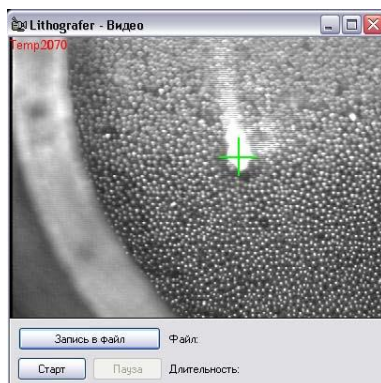 Lithografer - Видео
Temp2070
Запись в файл Файл:
Старт Пауза Длительность: